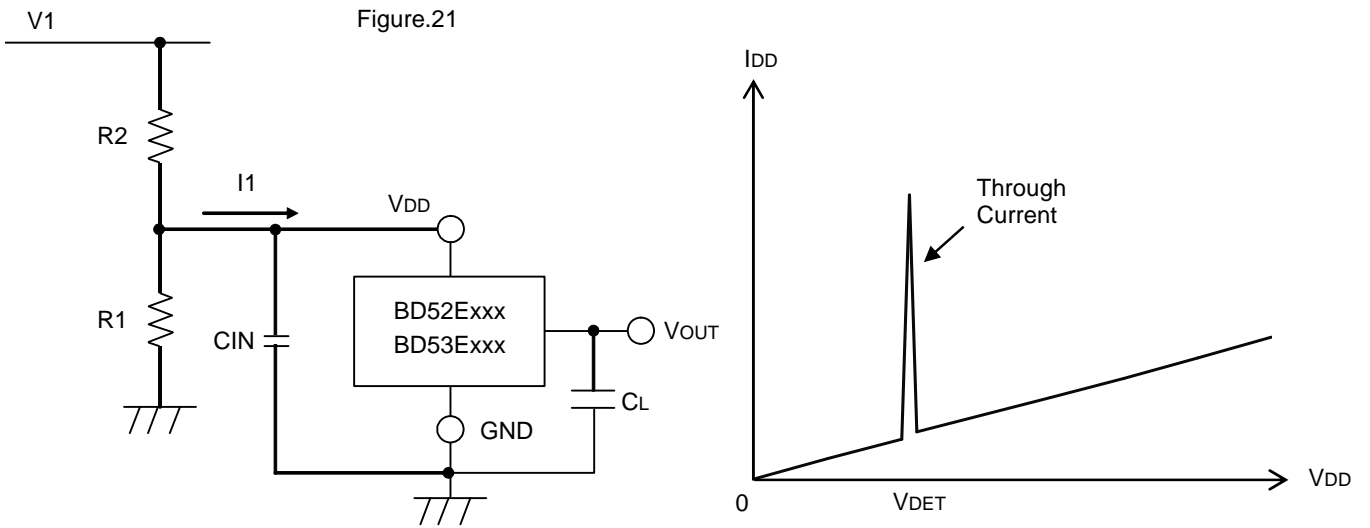 Figure.21
V1
R2
I1
VDD
R1
CIN
BD52Exxx
BD53Exxx
VOUT
CL
GND
IDD
Through
Current
0
VDET
VDD